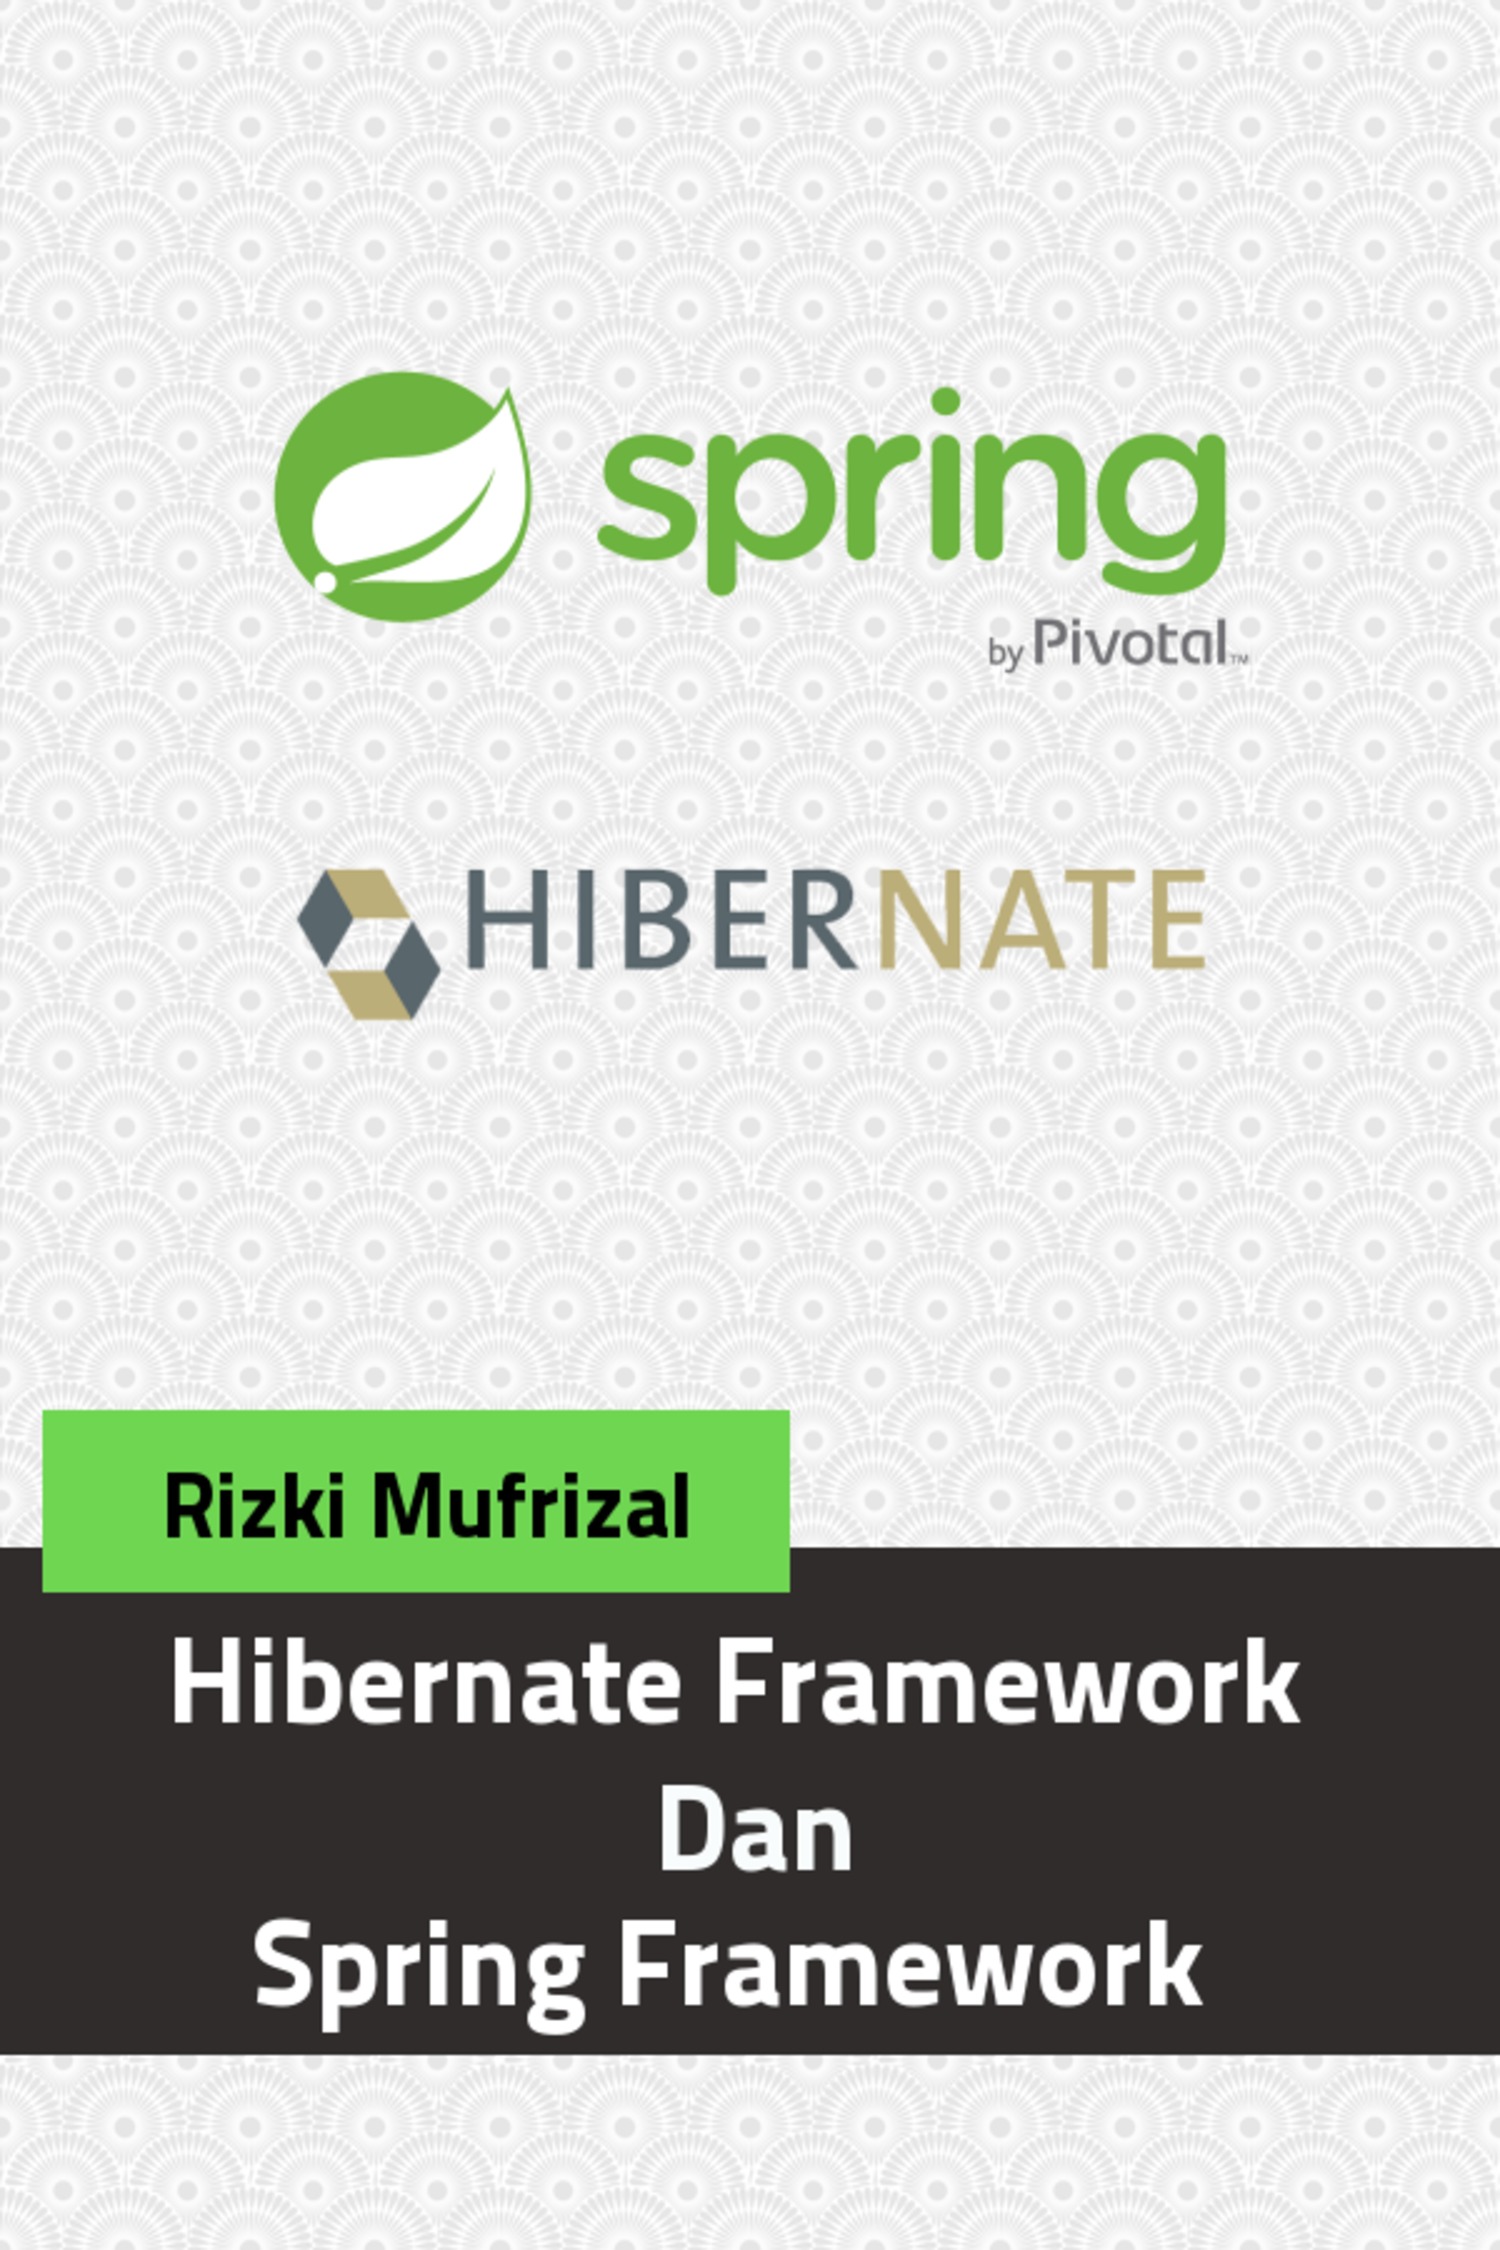 spring
by Pivotal™
HIBERNATE
Rizki Mufrizal
Hibernate Framework
Dan
Spring Framework